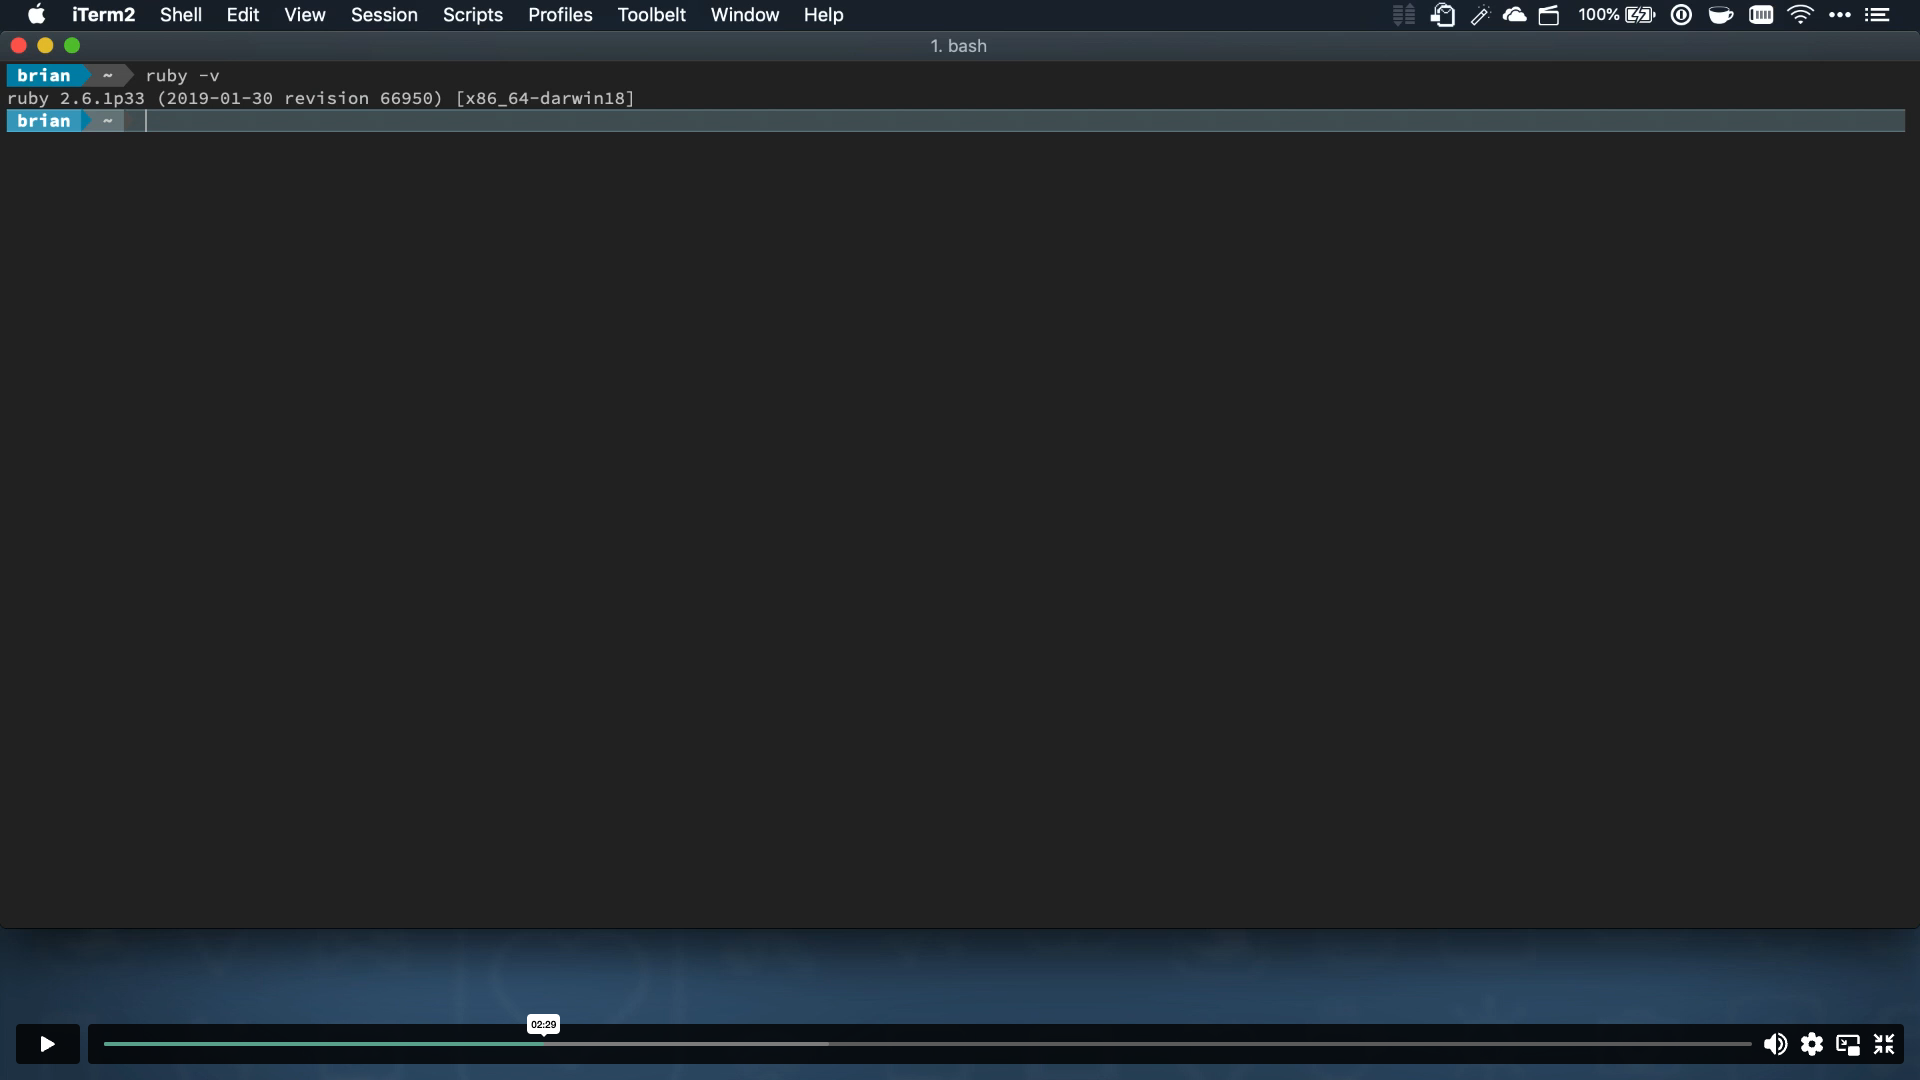 iTerm2 Shell Edit View Session Scripts Profiles Toolbelt Window Help 100%
1. bash
brian ~ ruby -v
ruby 2.6.1p33 (2019-01-30 revision 66950) [x86_64-darwin18]
brian ~
02:29